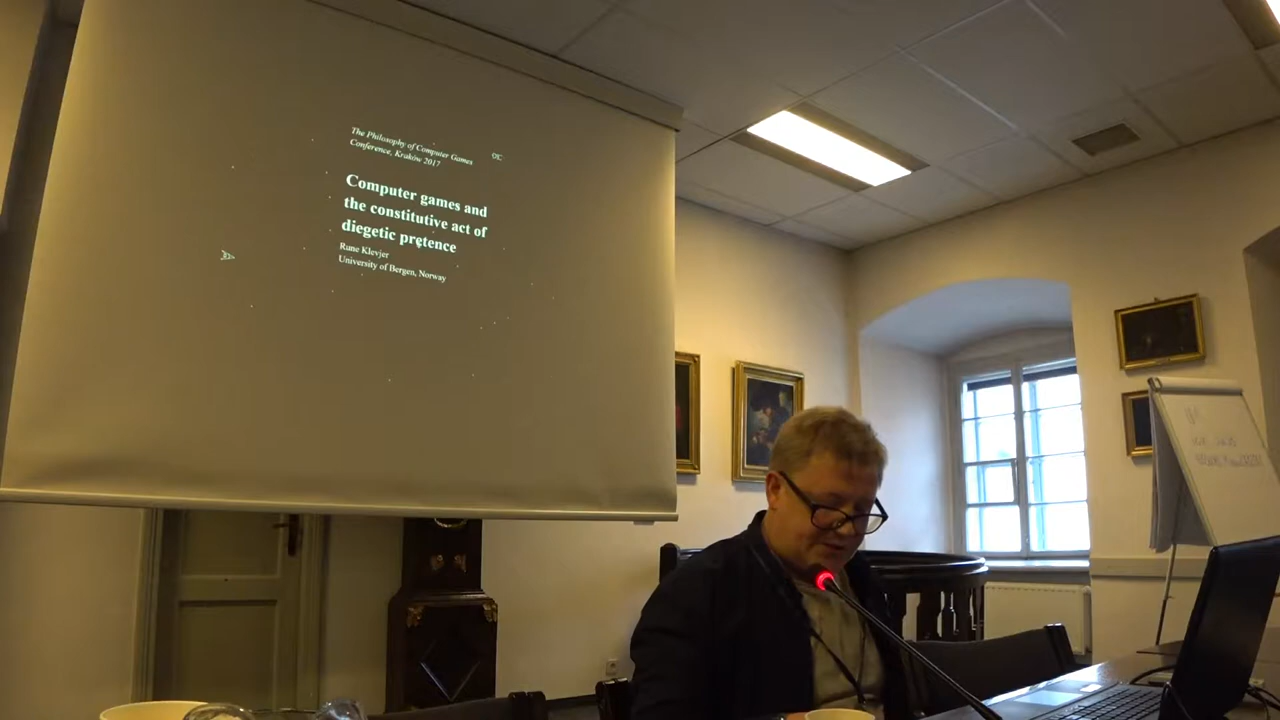 The Philosophy of Computer Games
Conference, Kraków 2017
Computer games and
the constitutive act of
diegetic pretence
Rune Klevjer
University of Bergen, Norway